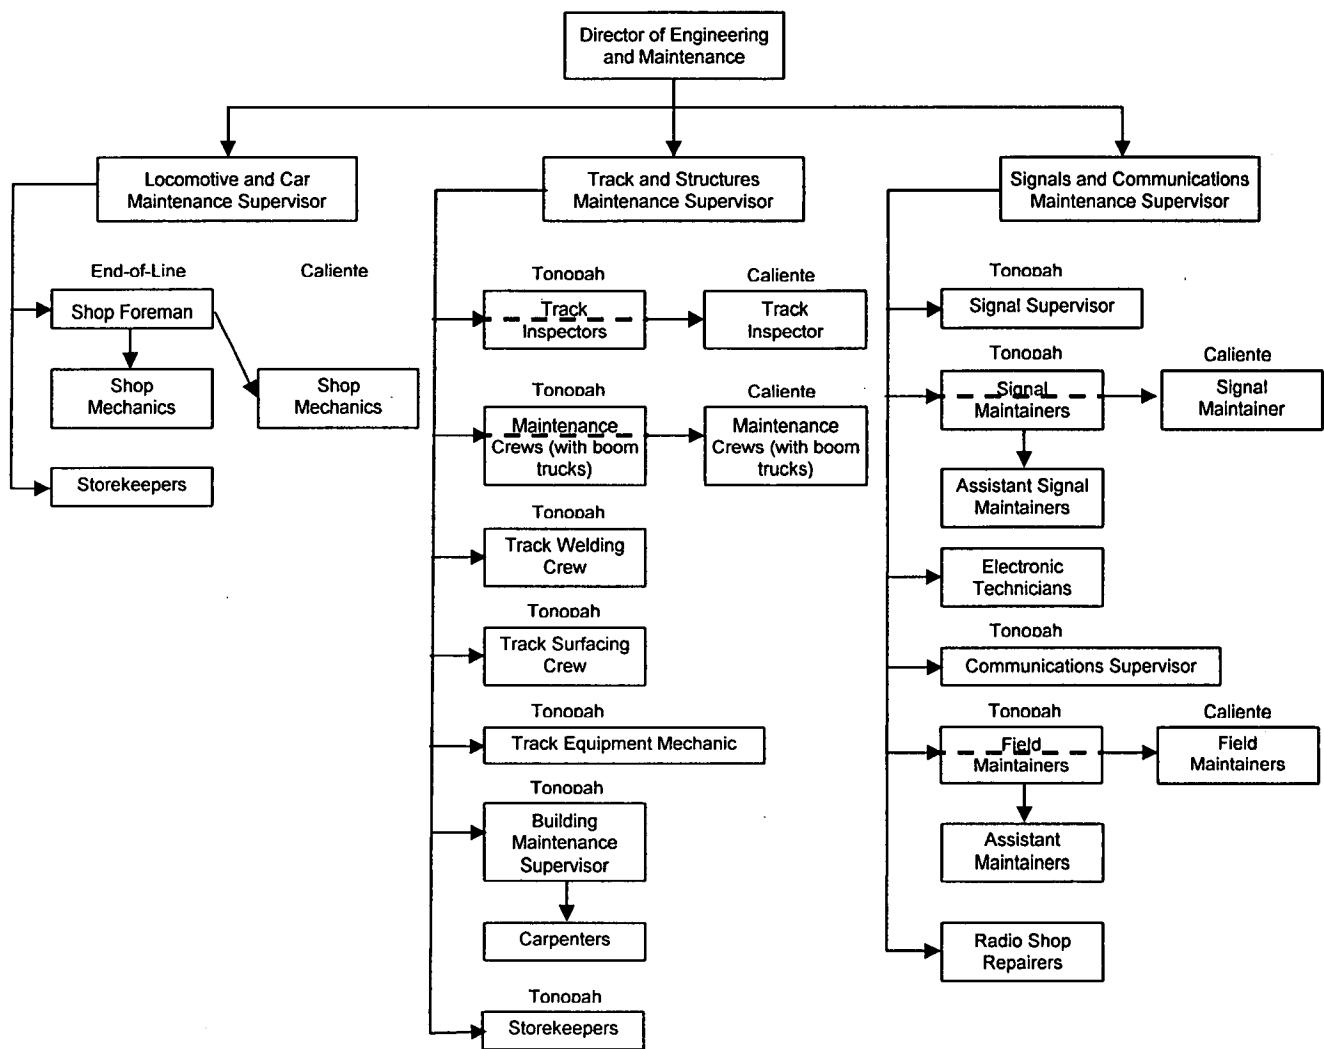 Director of Engineering
and Maintenance
Locomotive and Car
Maintenance Supervisor
End-of-Line
Caliente
Shop Foreman
Shop
Mechanics
Shop
Mechanics
Storekeepers
Track and Structures
Maintenance Supervisor
Tonopah
Caliente
Track
Inspectors
Track
Inspector
Tonopah
Caliente
Maintenance
Crews (with boom
trucks)
Maintenance
Crews (with boom
trucks)
Tonopah
Track Welding
Crew
Tonopah
Track Surfacing
Crew
Tonopah
Track Equipment Mechanic
Tonopah
Building
Maintenance
Supervisor
Carpenters
Tonopah
Storekeepers
Signals and Communications
Maintenance Supervisor
Tonopah
Signal Supervisor
Tonopah
Caliente
Signal
Maintainers
Signal
Maintainer
Assistant Signal
Maintainers
Electronic
Technicians
Tonopah
Communications Supervisor
Tonopah
Caliente
Field
Maintainers
Field
Maintainers
Assistant
Maintainers
Radio Shop
Repairers